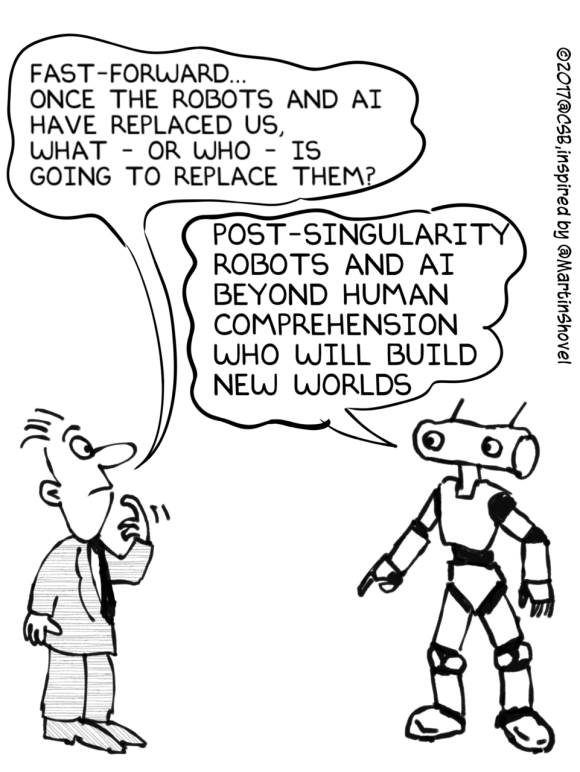 FAST-FORWARD...
ONCE THE ROBOTS AND AI
HAVE REPLACED US,
WHAT - OR WHO - IS
GOING TO REPLACE THEM?
POST-SINGULARITY
ROBOTS AND AI
BEYOND HUMAN
COMPREHENSION
WHO WILL BUILD
NEW WORLDS
©2017@CSB,inspired by @MartinShovel